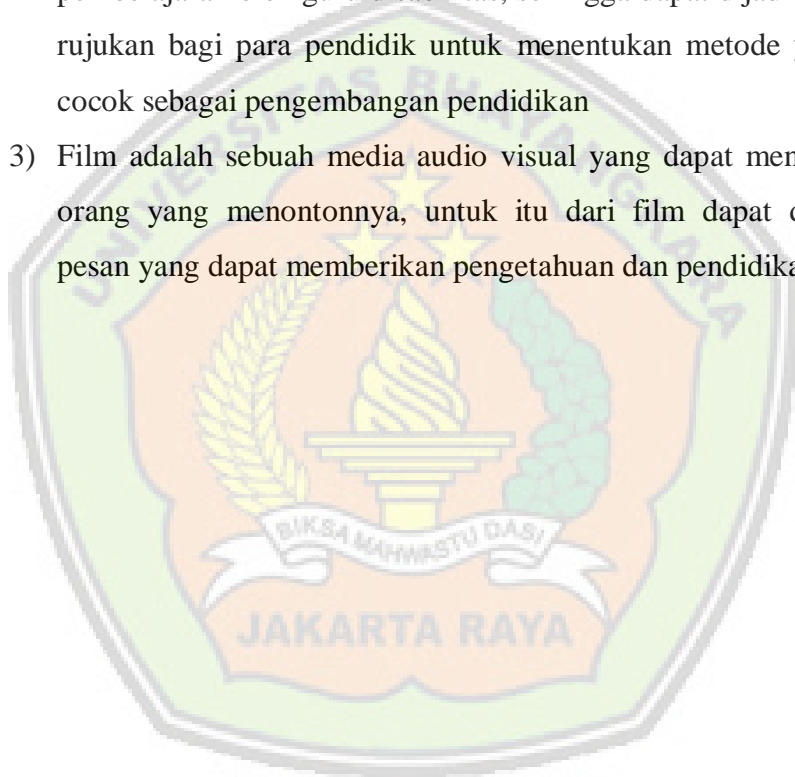 rujukan bagi para pendidik untuk menentukan metode
cocok sebagai pengembangan pendidikan
3) Film adalah sebuah media audio visual yang dapat
orang yang menontonnya, untuk itu dari film dapat
pesan yang dapat memberikan pengetahuan dan
UNIVERSITAS BHAYANGKARA
BIKSA MAHWASTU DASI
JAKARTA RAYA